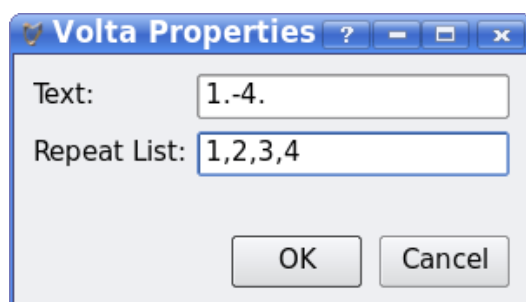 Volta Properties ?
Text: 1.-4.
Repeat List: 1,2,3,4
OK Cancel